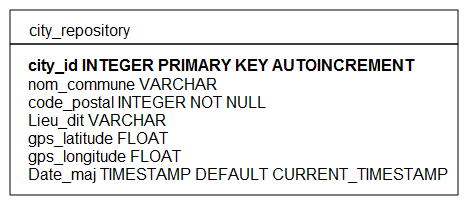 city_repository
city_id INTEGER PRIMARY KEY AUTOINCREMENT
nom_commune VARCHAR
code_postal INTEGER NOT NULL
Lieu_dit VARCHAR
gps_latitude FLOAT
gps_longitude FLOAT
Date_maj TIMESTAMP DEFAULT CURRENT_TIMESTAMP